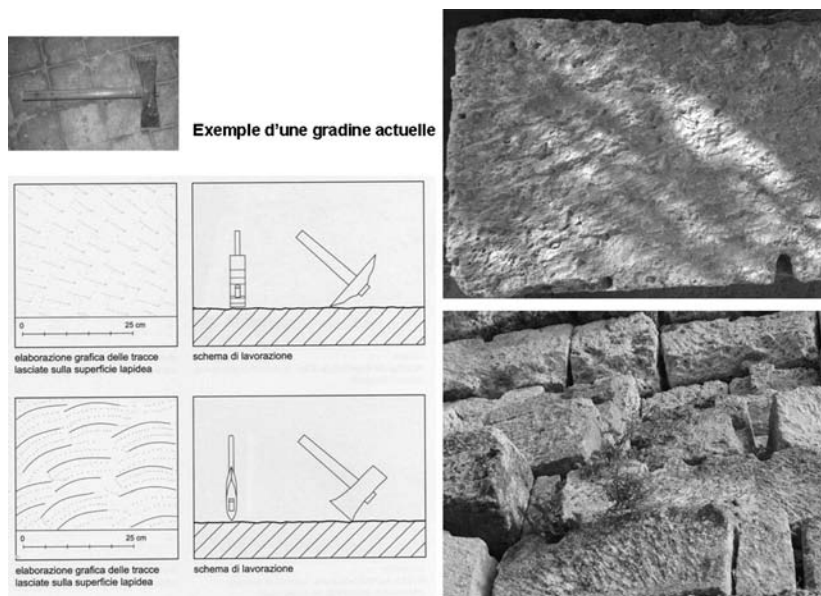 Exemple d'une gradine actuelle
0 25 cm
elaborazione grafica delle tracce
lasciate sulla superficie lapidea
schema di lavorazione
0 25 cm
elaborazione grafica delle tracce
lasciate sulla superficie lapidea
schema di lavorazione